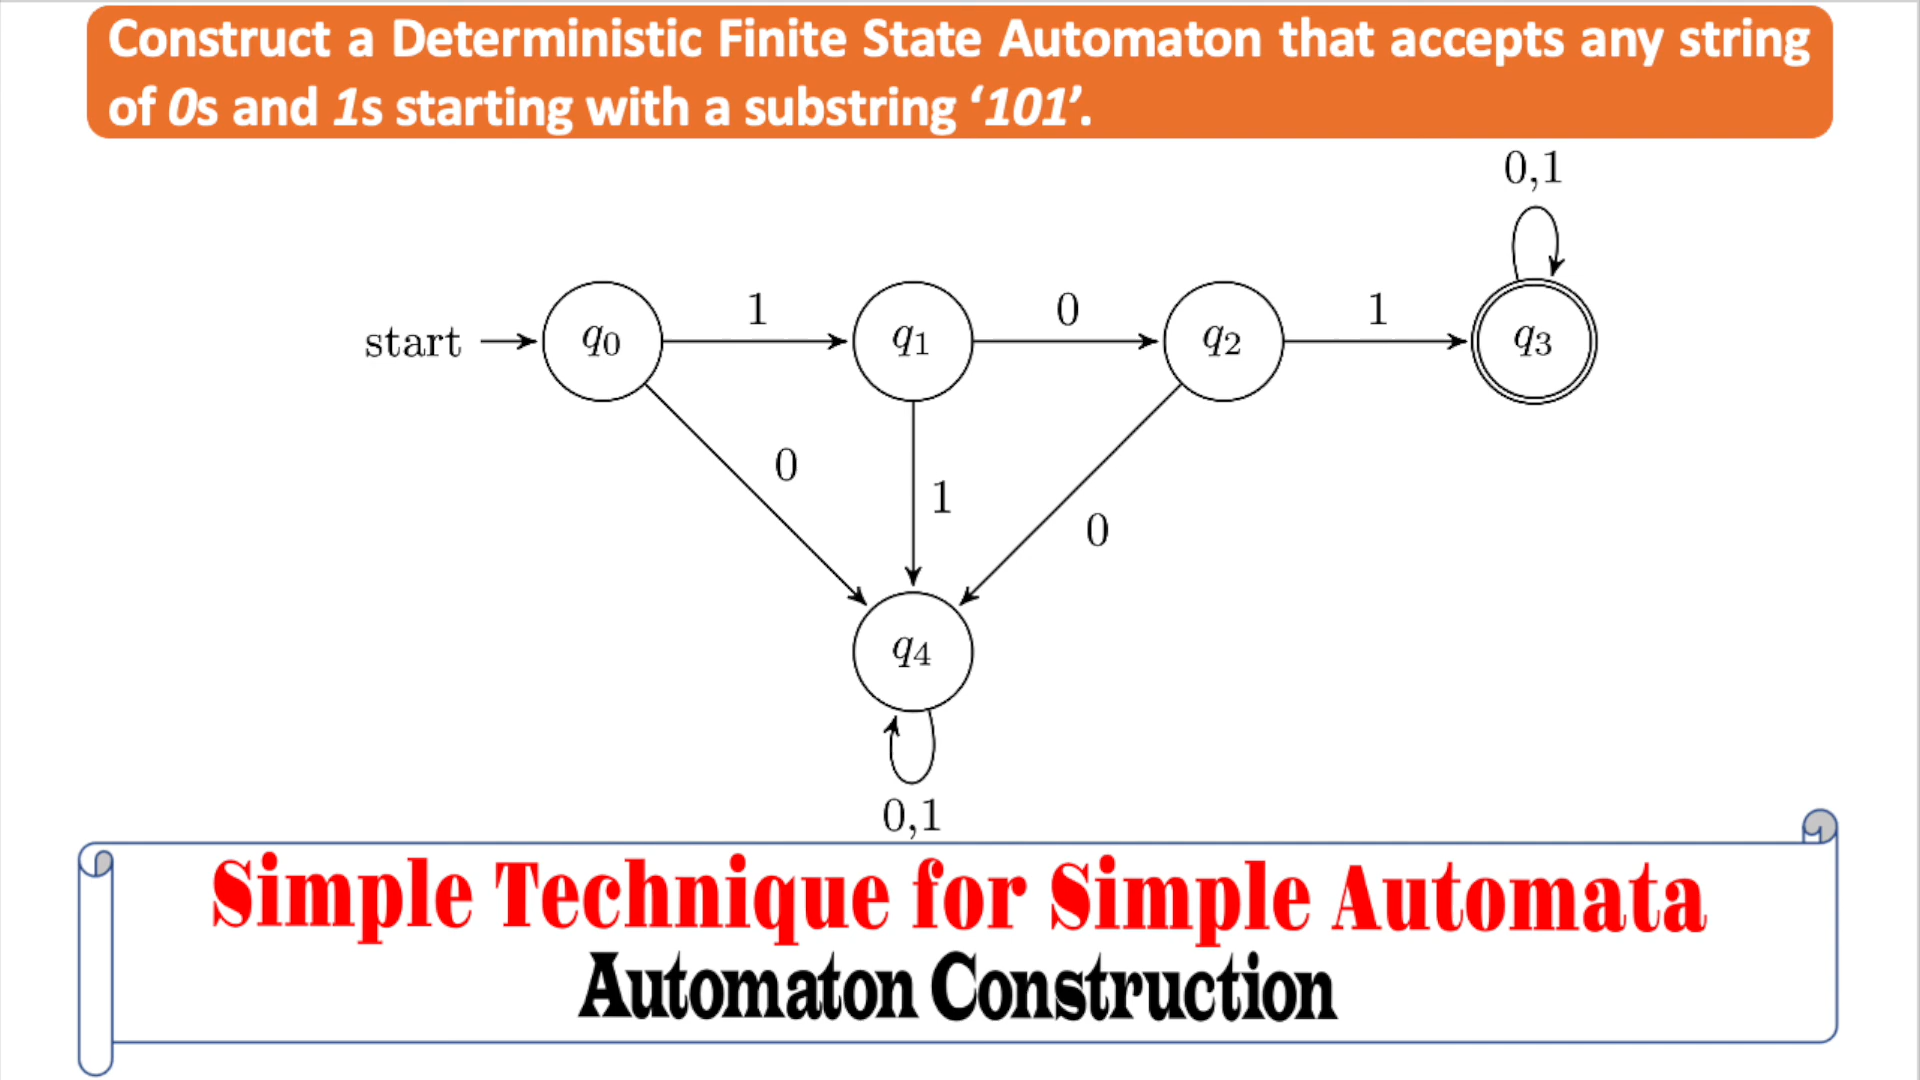 Construct a Deterministic Finite State Automaton that accepts any string
of 0s and 1s starting with a substring ‘101’.
0,1
start
q0
1
q1
0
q2
1
q3
0
1
0
q4
0,1
Simple Technique for Simple Automata
Automaton Construction